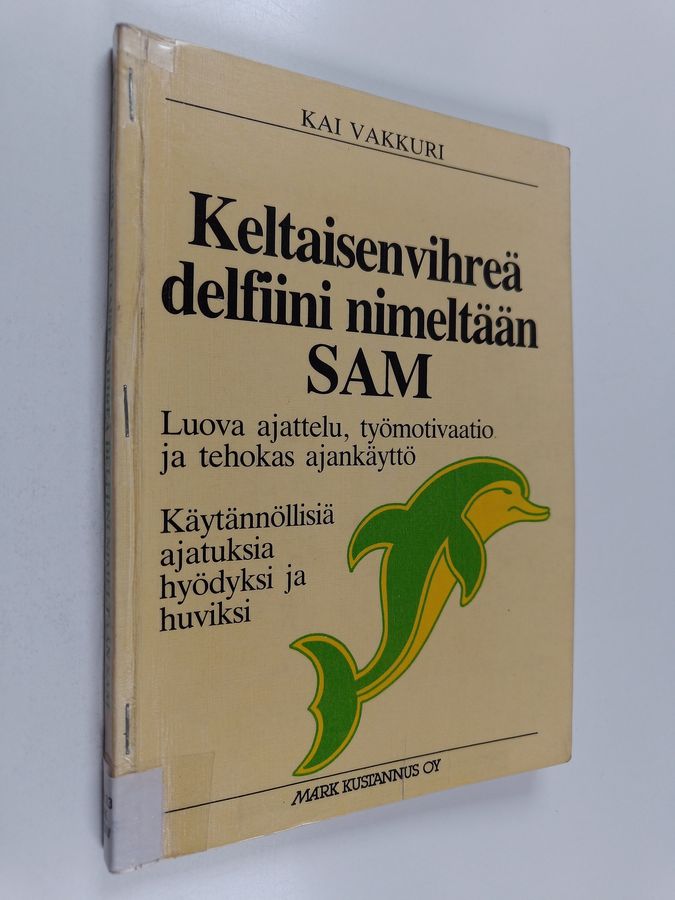 KAI VAKKURI
Keltaisenvihreä
delfiini nimeltään
SAM
Luova ajattelu, työmotivaatio
ja tehokas ajankäyttö
Käytännöllisiä
ajatuksia
hyödyksi ja
huviksi
MARK KUSTANNUS OY